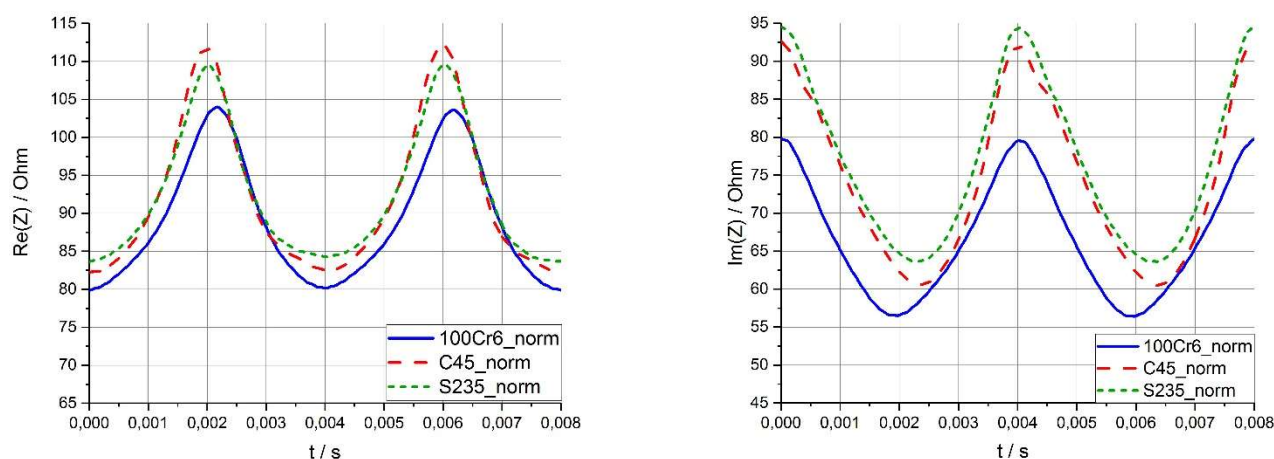 Re(Z) / Ohm
115
110
105
100
95
90
85
80
75
70
65
0,000 0,001 0,002 0,003 0,004 0,005 0,006 0,007 0,008
t / s
100Cr6_norm
C45_norm
S235_norm
Im(Z) / Ohm
95
90
85
80
75
70
65
60
55
50
45
0,000 0,001 0,002 0,003 0,004 0,005 0,006 0,007 0,008
t / s
100Cr6_norm
C45_norm
S235_norm